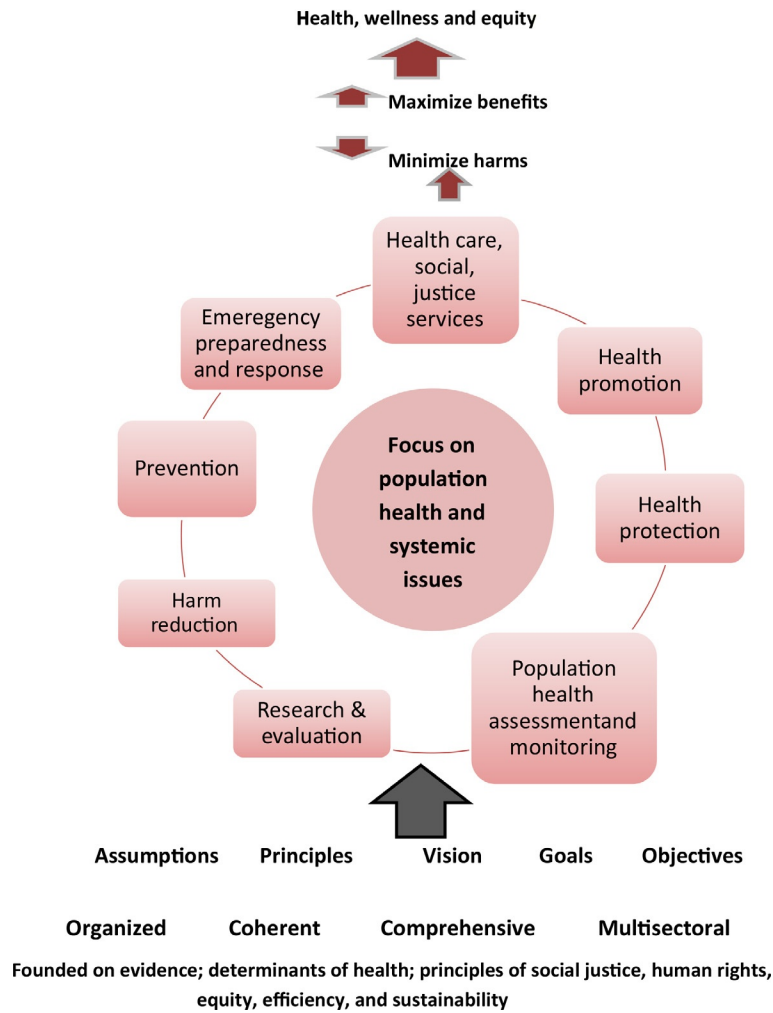 Health, wellness and equity
Maximize benefits
Minimize harms
Health care,
social,
justice
services
Health
promotion
Health
protection
Population
health
assessmentand
monitoring
Research &
evaluation
Harm
reduction
Prevention
Emeregency
preparedness
and response
Focus on
population
health and
systemic
issues
Assumptions Principles Vision Goals Objectives
Organized Coherent Comprehensive Multisectoral
Founded on evidence; determinants of health; principles of social justice, human rights,
equity, efficiency, and sustainability